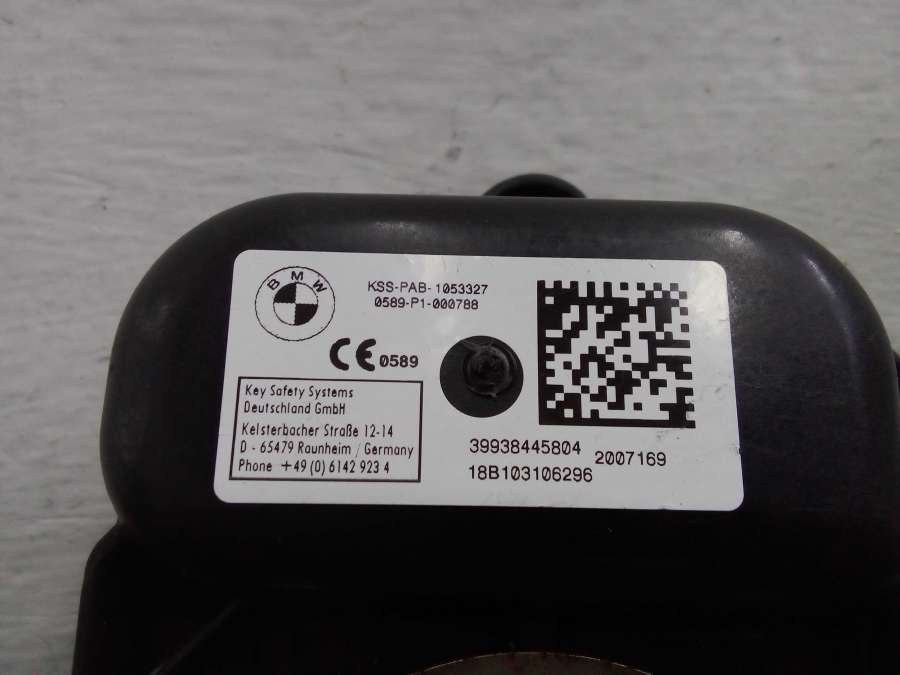 BMW
KSS-PAB-1053327
0589-P1-000788
CE 0589
Key Safety Systems
Deutschland GmbH
Kelsterbacher Straße 12-14
D - 65479 Raunheim / Germany
Phone +49 (0) 6142 923 4
39938445804 2007169
18B103106296